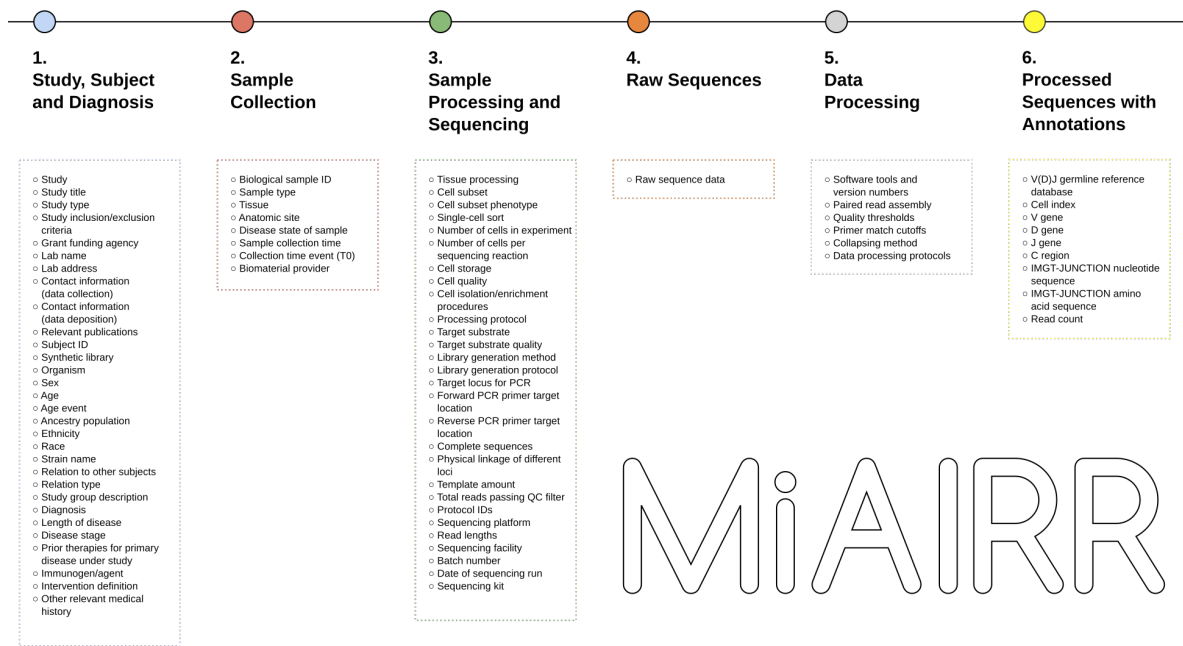 1.
Study, Subject
and Diagnosis
○ Study
○ Study title
○ Study type
○ Study inclusion/exclusion
criteria
○ Grant funding agency
○ Lab name
○ Lab address
○ Contact information
(data collection)
○ Contact information
(data deposition)
○ Relevant publications
○ Subject ID
○ Synthetic library
○ Organism
○ Sex
○ Age
○ Age event
○ Ancestry population
○ Ethnicity
○ Race
○ Strain name
○ Relation to other subjects
○ Relation type
○ Study group description
○ Diagnosis
○ Length of disease
○ Disease stage
○ Prior therapies for primary
disease under study
○ Immunogen/agent
○ Intervention definition
○ Other relevant medical
history
2.
Sample
Collection
○ Biological sample ID
○ Sample type
○ Tissue
○ Anatomic site
○ Disease state of sample
○ Sample collection time
○ Collection time event (T0)
○ Biomaterial provider
3.
Sample
Processing and
Sequencing
○ Tissue processing
○ Cell subset
○ Cell subset phenotype
○ Single-cell sort
○ Number of cells in experiment
○ Number of cells per
sequencing reaction
○ Cell storage
○ Cell quality
○ Cell isolation/enrichment
procedures
○ Processing protocol
○ Target substrate
○ Target substrate quality
○ Library generation method
○ Library generation protocol
○ Target locus for PCR
○ Forward PCR primer target
location
○ Reverse PCR primer target
location
○ Complete sequences
○ Physical linkage of different
loci
○ Template amount
○ Total reads passing QC filter
○ Protocol IDs
○ Sequencing platform
○ Read lengths
○ Sequencing facility
○ Batch number
○ Date of sequencing run
○ Sequencing kit
4.
Raw Sequences
○ Raw sequence data
5.
Data
Processing
○ Software tools and
version numbers
○ Paired read assembly
○ Quality thresholds
○ Primer match cutoffs
○ Collapsing method
○ Data processing protocols
6.
Processed
Sequences with
Annotations
○ V(D)J germline reference
database
○ Cell index
○ V gene
○ D gene
○ J gene
○ C region
○ IMGT-JUNCTION nucleotide
sequence
○ IMGT-JUNCTION amino
acid sequence
○ Read count
MiAIRR